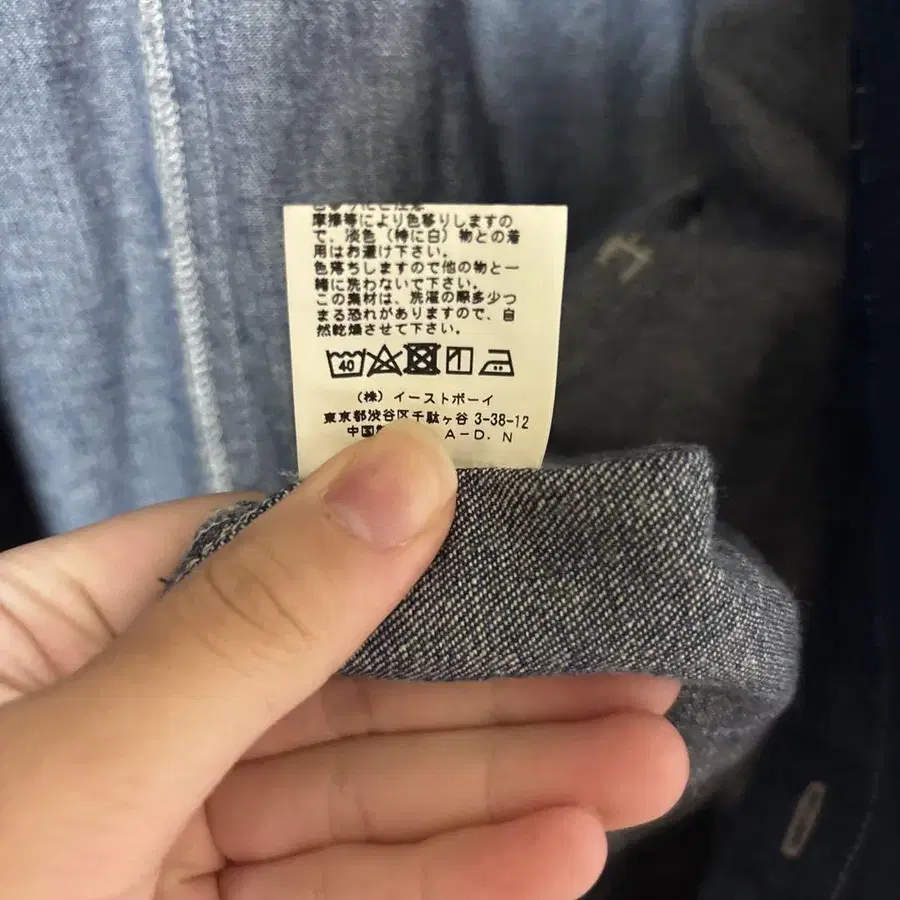 摩擦等により色移りしますの
で、淡色（特に白）物との着
用はお避け下さい。
色落ちしますので他の物と一
緒に洗わないで下さい。
この素材は、洗濯の際多少つ
まる恐れがありますので、自
然乾燥させて下さい。
40
（株）イーストボーイ
東京都渋谷区千駄ヶ谷 3-38-12
中国 A-D.N